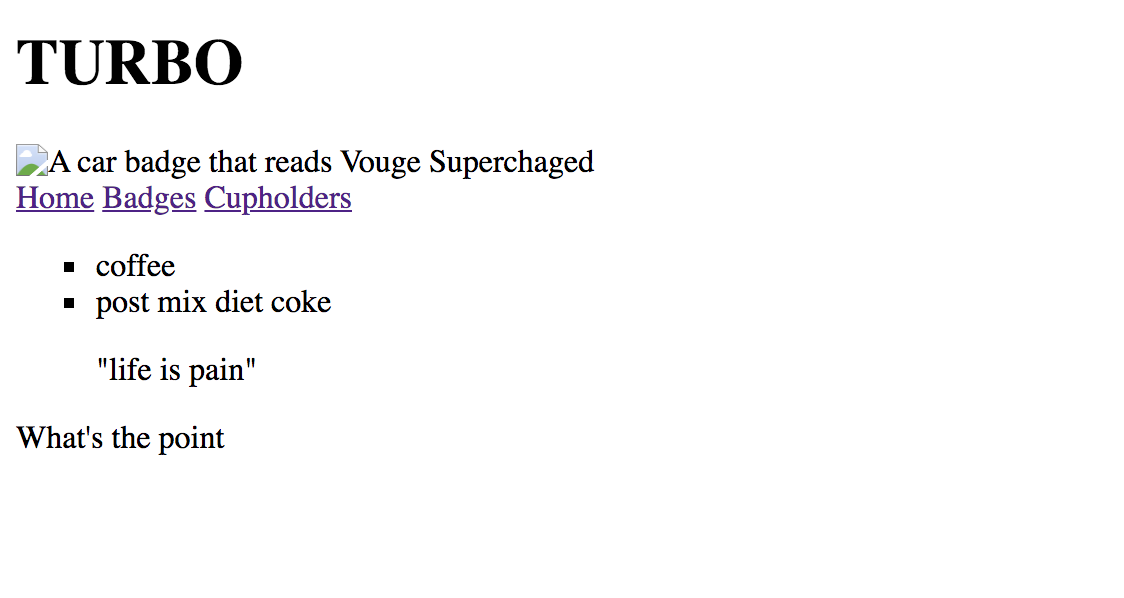 TURBO
A car badge that reads Vouge Superchaged
Home Badges Cupholders
coffee
post mix diet coke
"life is pain"
What's the point